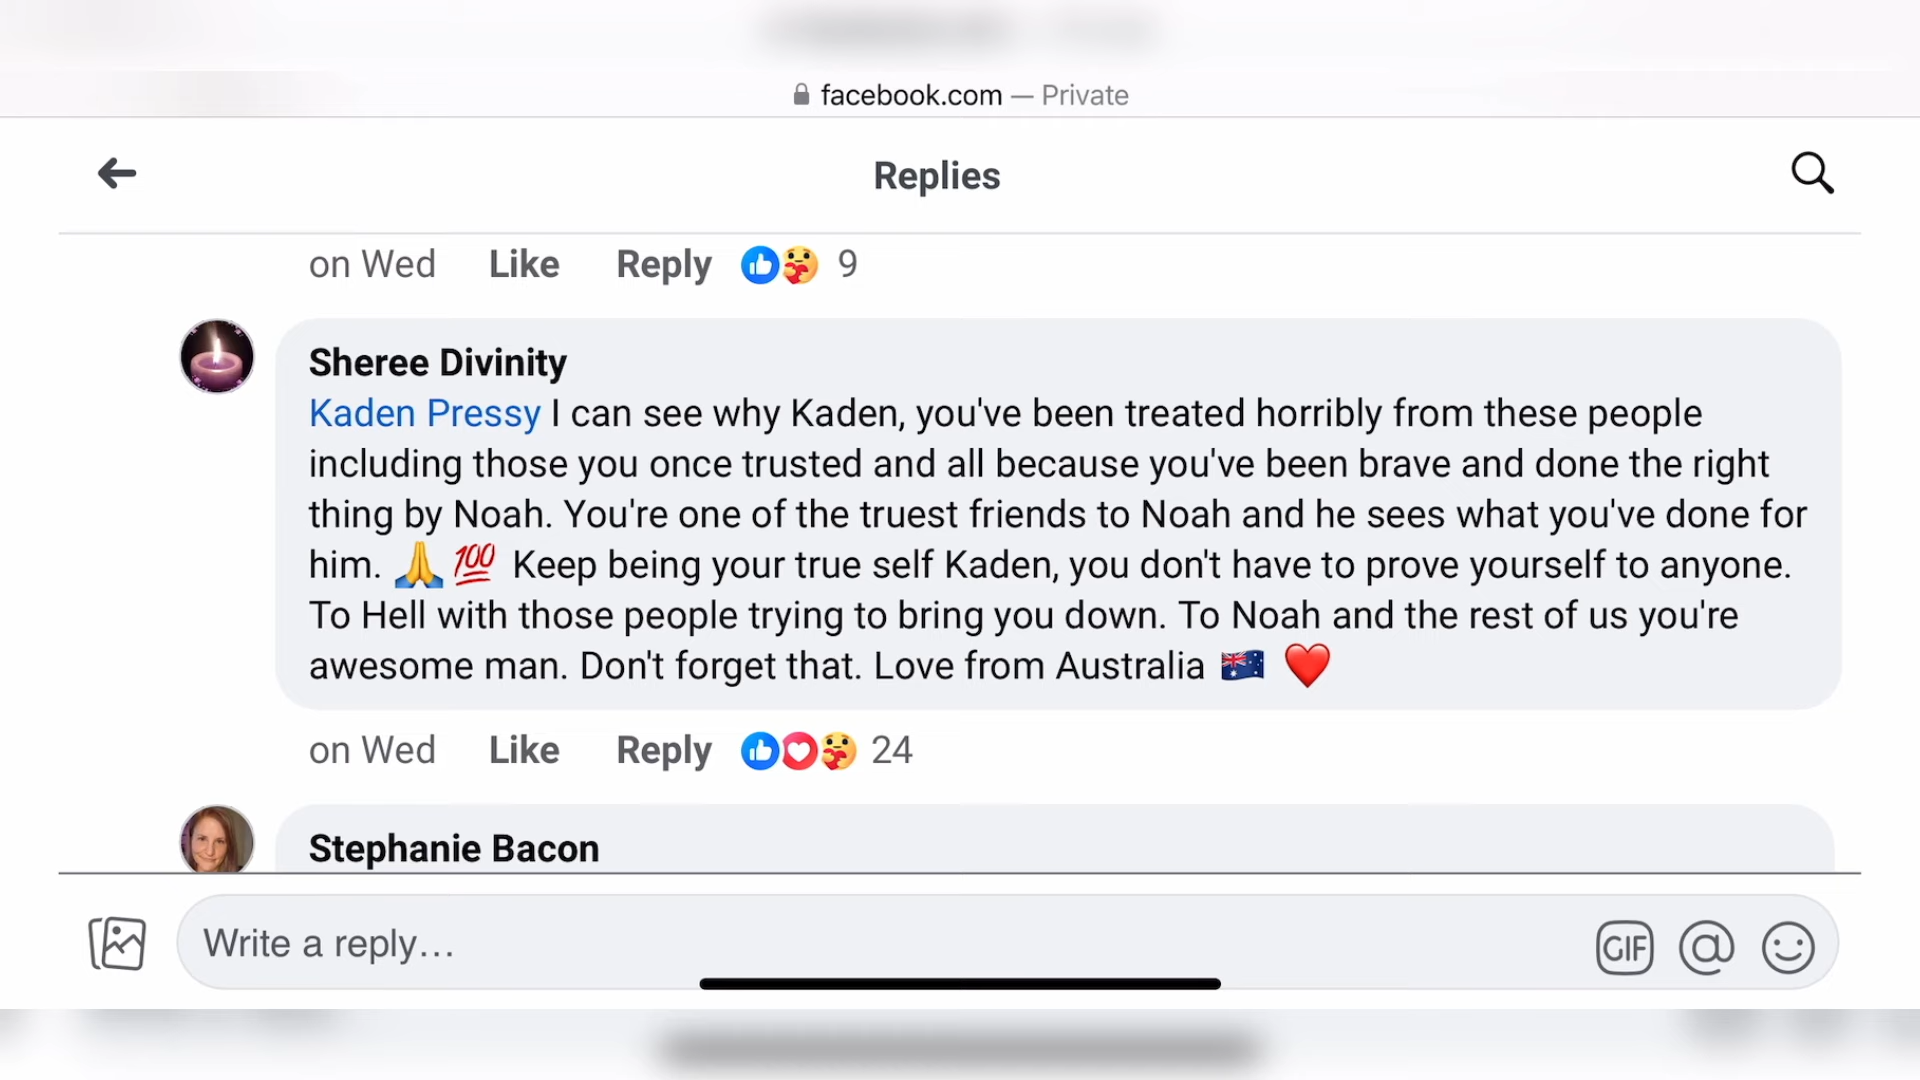 facebook.com — Private
Replies
on Wed Like Reply 9
Sheree Divinity
Kaden Pressy I can see why Kaden, you've been treated horribly from these people
including those you once trusted and all because you've been brave and done the right
thing by Noah. You're one of the truest friends to Noah and he sees what you've done for
him. 🙏 💯 Keep being your true self Kaden, you don't have to prove yourself to anyone.
To Hell with those people trying to bring you down. To Noah and the rest of us you're
awesome man. Don't forget that. Love from Australia 🇦🇺 ❤️
on Wed Like Reply 24
Stephanie Bacon
Write a reply...
GIF @